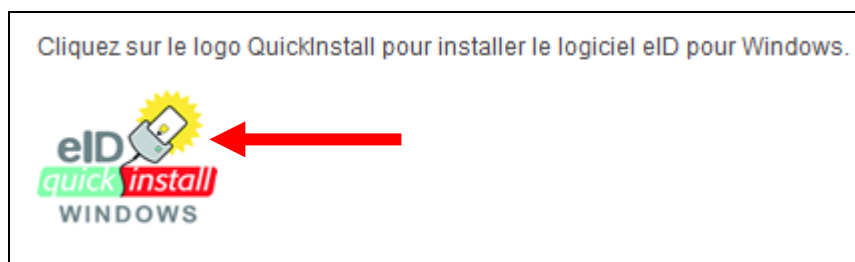 Cliquez sur le logo QuickInstall pour installer le logiciel eID pour Windows.
eID
quick install
WINDOWS